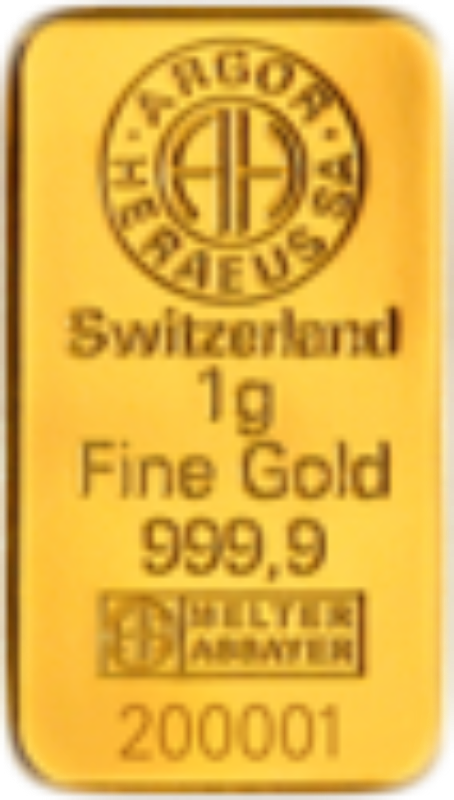 ARGOR
HERAEUS SA
Switzerland
1g
Fine Gold
999,9
MELTER
ASSAYER
200001